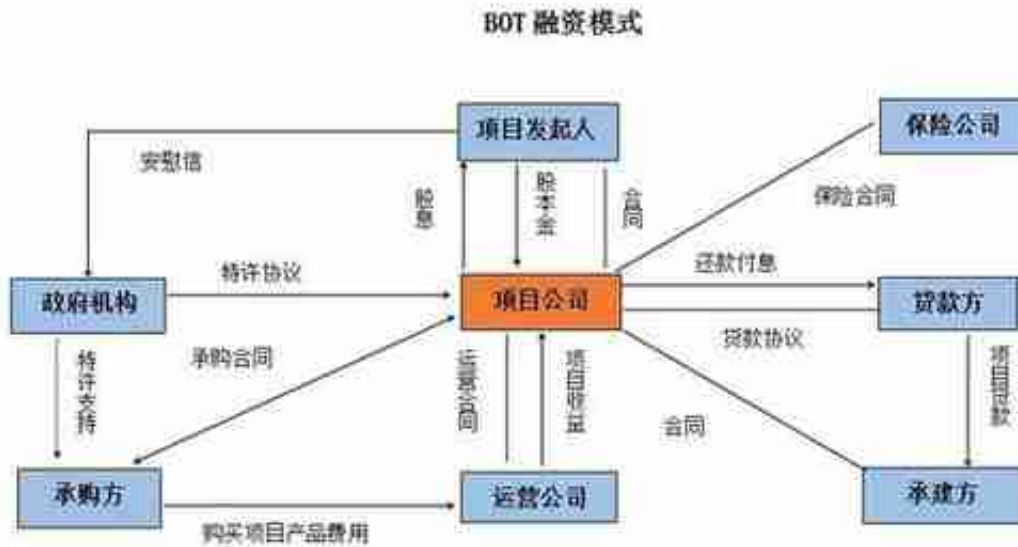 BOT 融资模式
项目发起人
保险公司
安慰信
股息
股本金
合同
保险合同
特许协议
还款付息
政府机构
项目公司
贷款方
贷款协议
特许支持
承购合同
运营合同
项目收益
合同
项目贷款
承购方
运营公司
承建方
购买项目产品费用